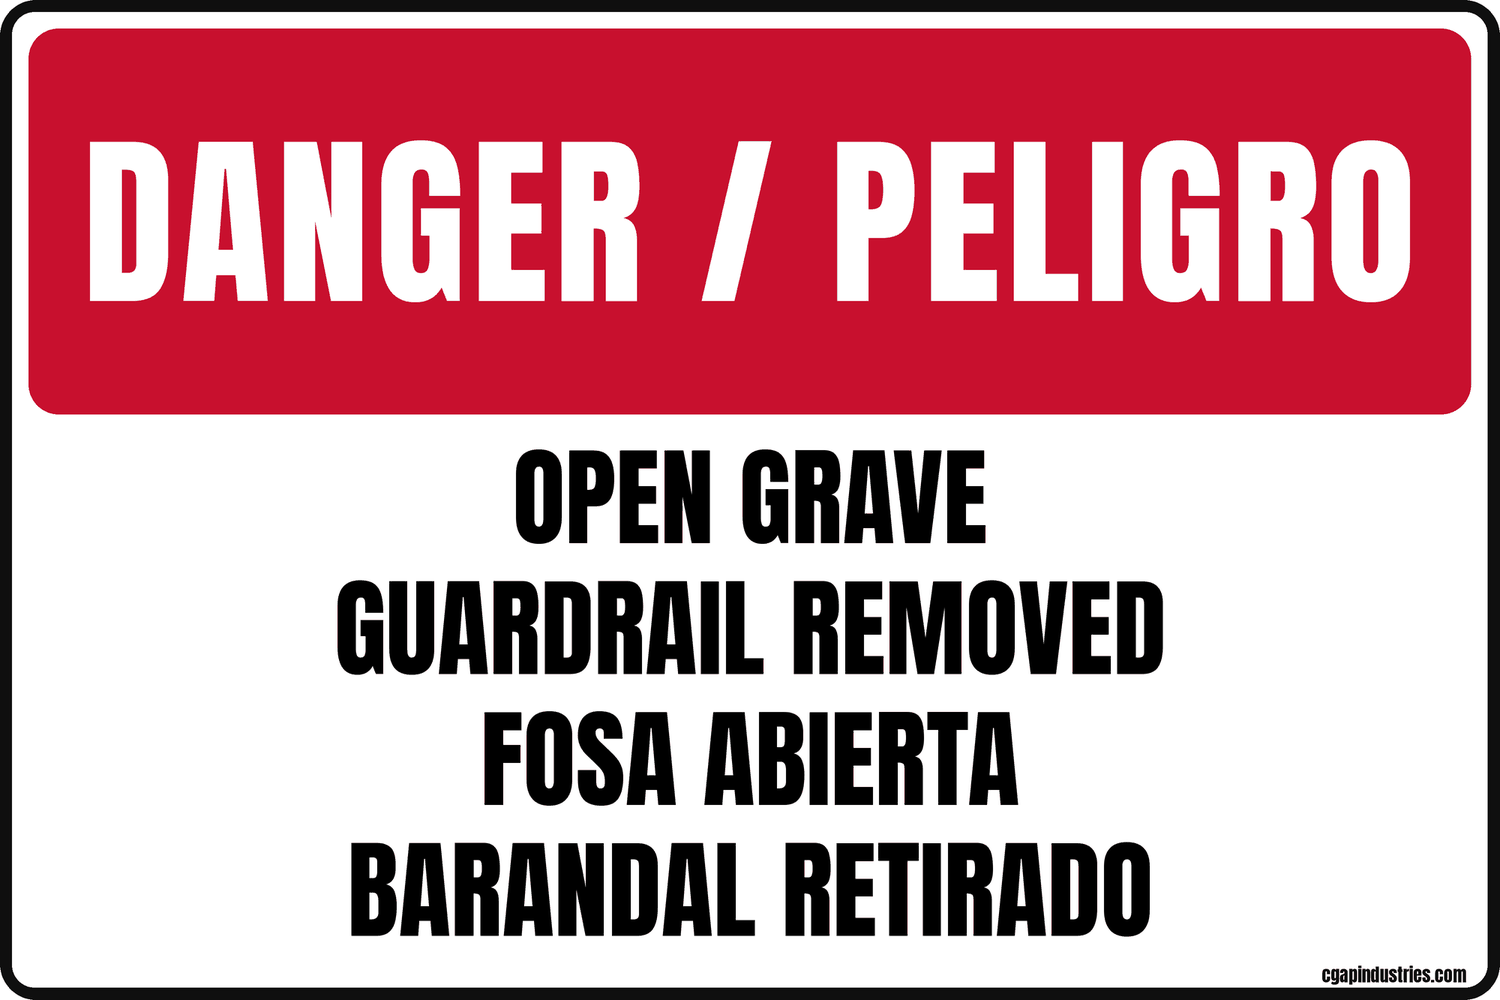 DANGER / PELIGRO
OPEN GRAVE
GUARDRAIL REMOVED
FOSA ABIERTA
BARANDAL RETIRADO
cgapindustries.com